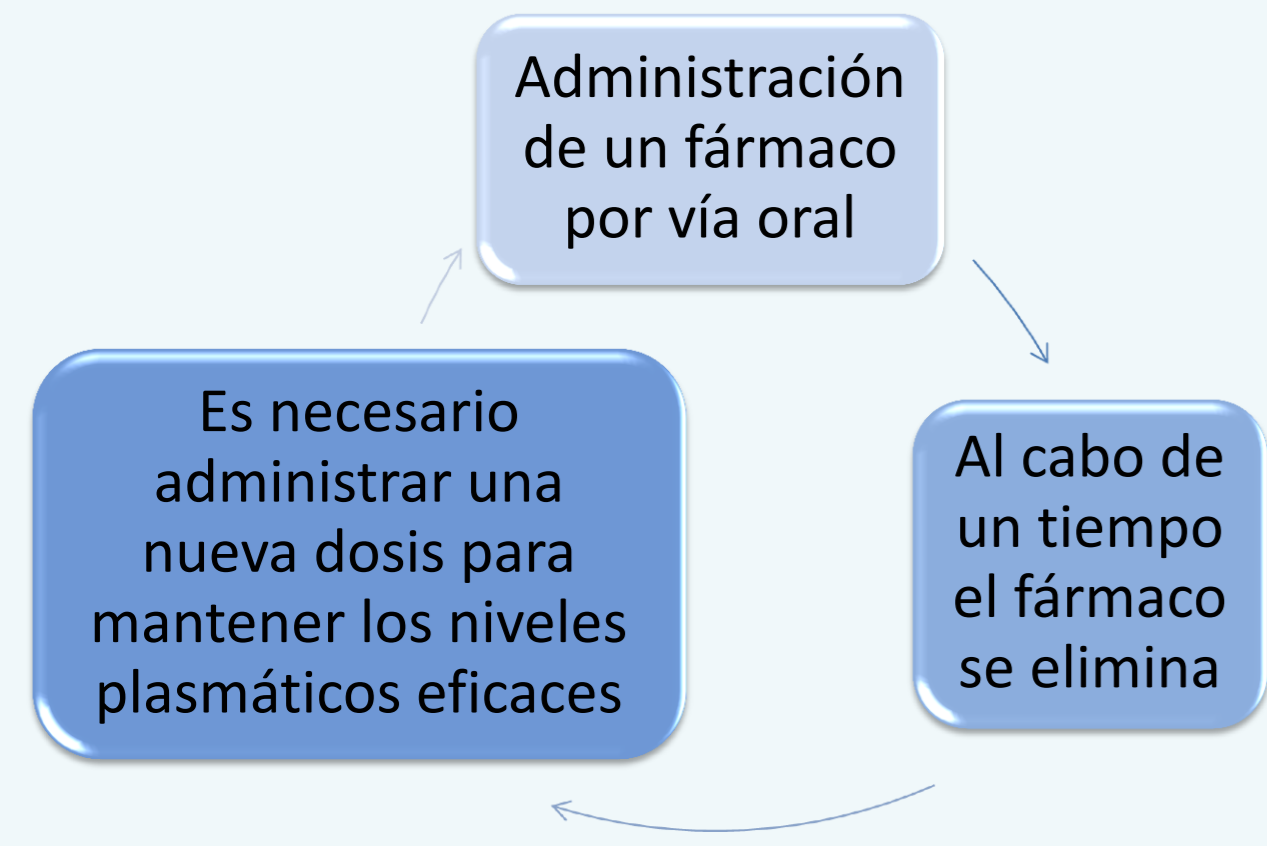 Administración
de un fármaco
por vía oral
Al cabo de
un tiempo
el fármaco
se elimina
Es necesario
administrar una
nueva dosis para
mantener los niveles
plasmáticos eficaces